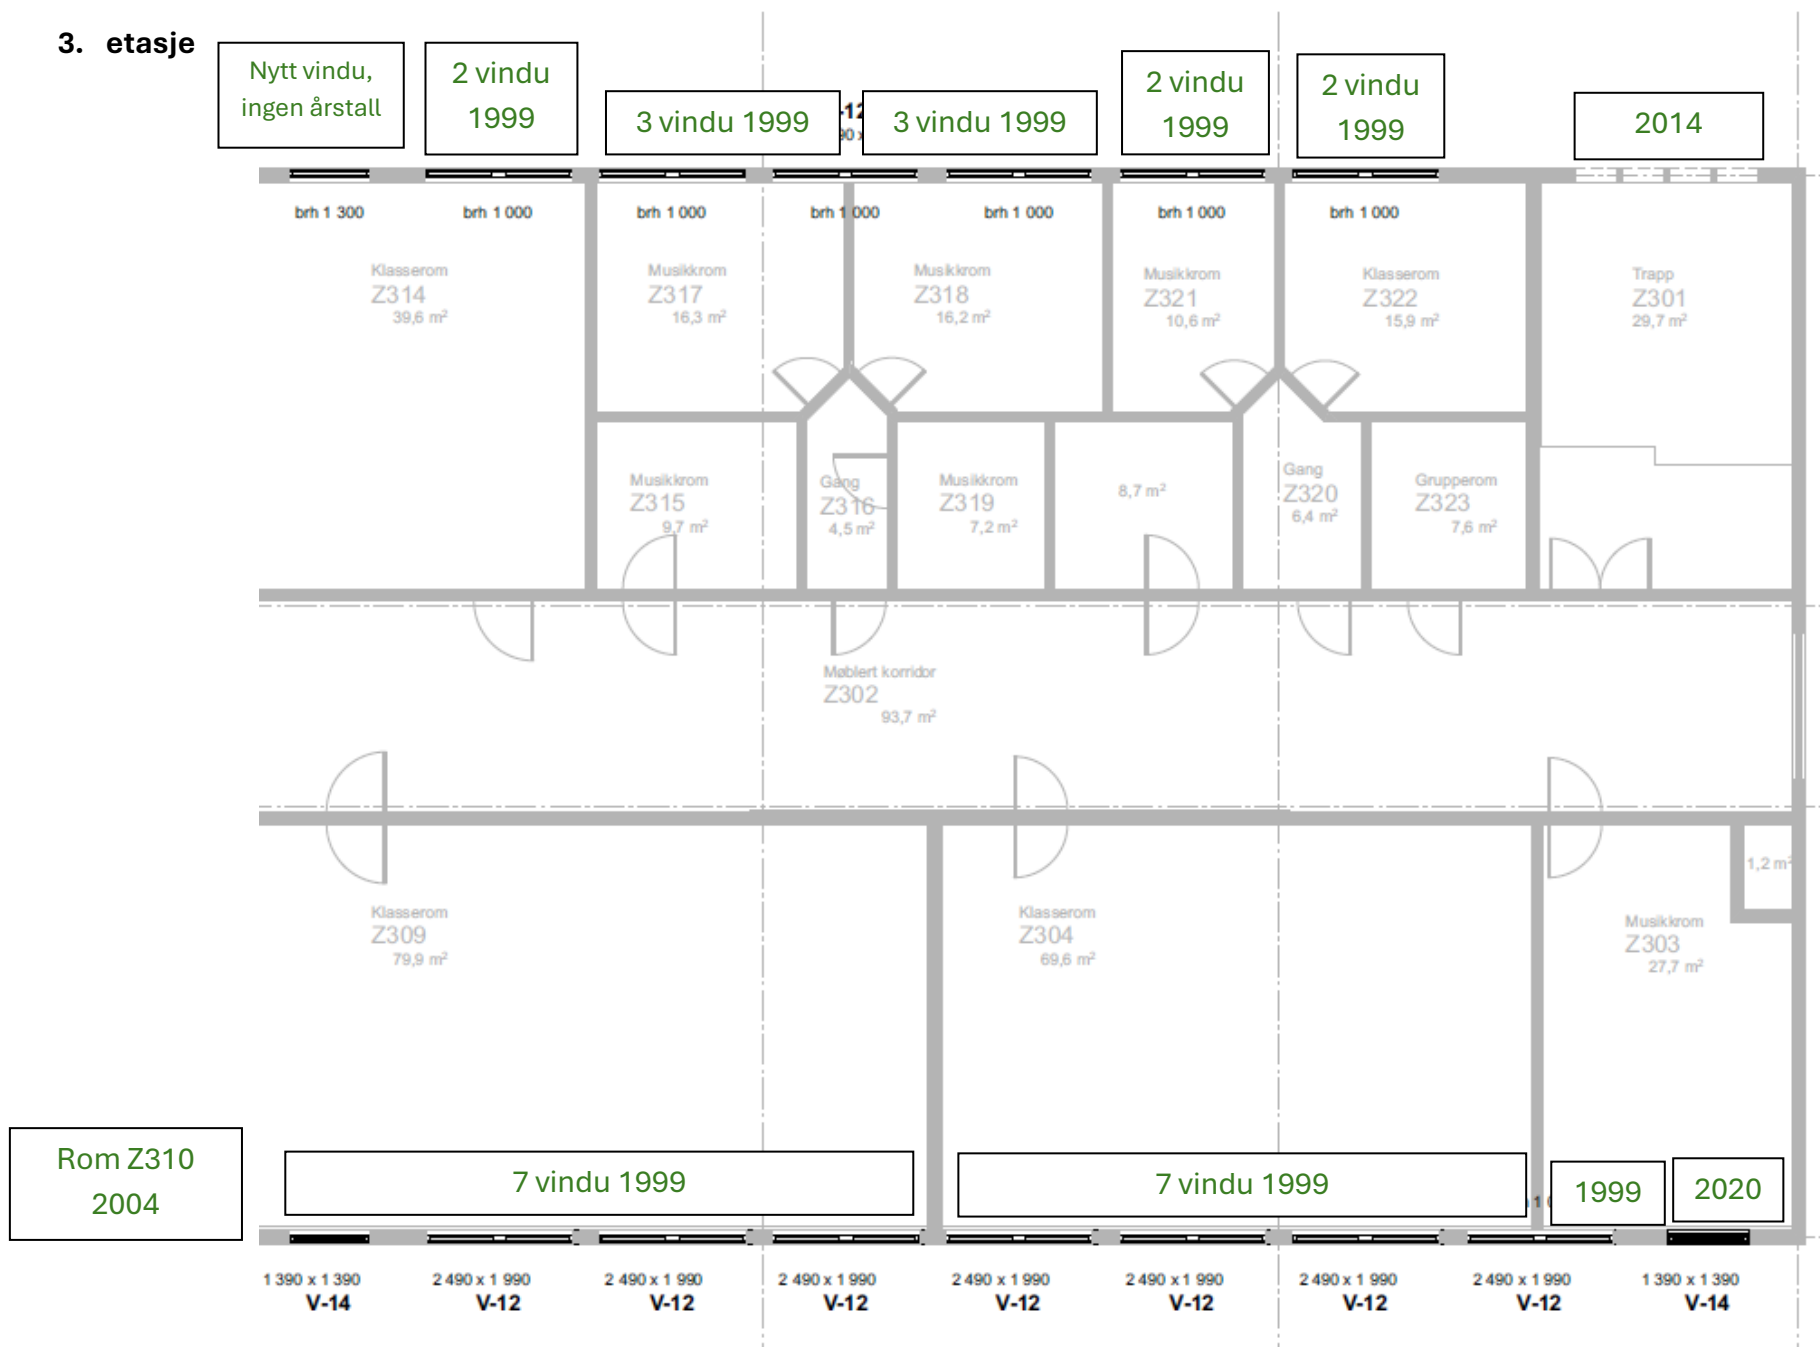 3. etasje
Nytt vindu,
ingen årstall
2 vindu
1999
3 vindu 1999
3 vindu 1999
2 vindu
1999
2 vindu
1999
2014
brh 1 300
brh 1 000
brh 1 000
brh 1 000
brh 1 000
brh 1 000
brh 1 000
Klasserom
Z314
39,6 m²
Musikkrom
Z317
16,3 m²
Musikkrom
Z318
16,2 m²
Musikkrom
Z321
10,6 m²
Klasserom
Z322
15,9 m²
Trapp
Z301
29,7 m²
Musikkrom
Z315
9,7 m²
Gang
Z316
4,5 m²
Musikkrom
Z319
7,2 m²
8,7 m²
Gang
Z320
6,4 m²
Grupperom
Z323
7,6 m²
Møblert korridor
Z302
93,7 m²
1,2 m²
Klasserom
Z309
79,9 m²
Klasserom
Z304
69,6 m²
Musikkrom
Z303
27,7 m²
Rom Z310
2004
7 vindu 1999
7 vindu 1999
1999
2020
1 390 x 1 390
V-14
2 490 x 1 990
V-12
2 490 x 1 990
V-12
2 490 x 1 990
V-12
2 490 x 1 990
V-12
2 490 x 1 990
V-12
2 490 x 1 990
V-12
2 490 x 1 990
V-12
1 390 x 1 390
V-14